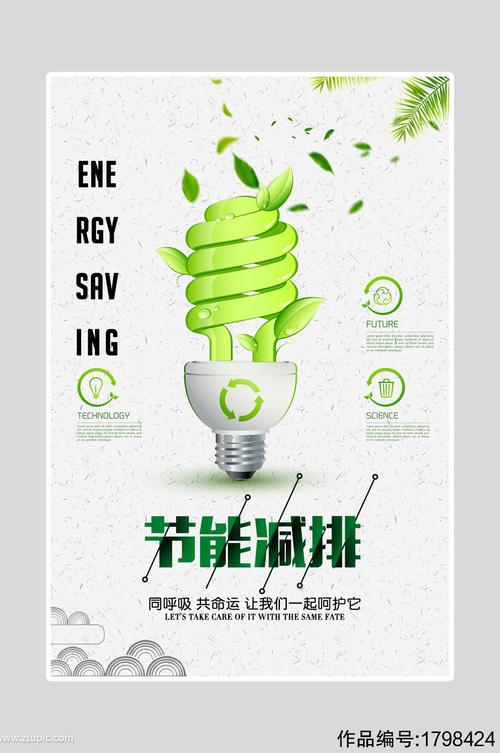 ENE
RGY
SAV
ING
FUTURE
TECHNOLOGY
SCIENCE
节能减排
同呼吸 共命运 让我们一起呵护它
LET'S TAKE CARE OF IT WITH THE SAME FATE
www.ztupic.com
作品编号:1798424